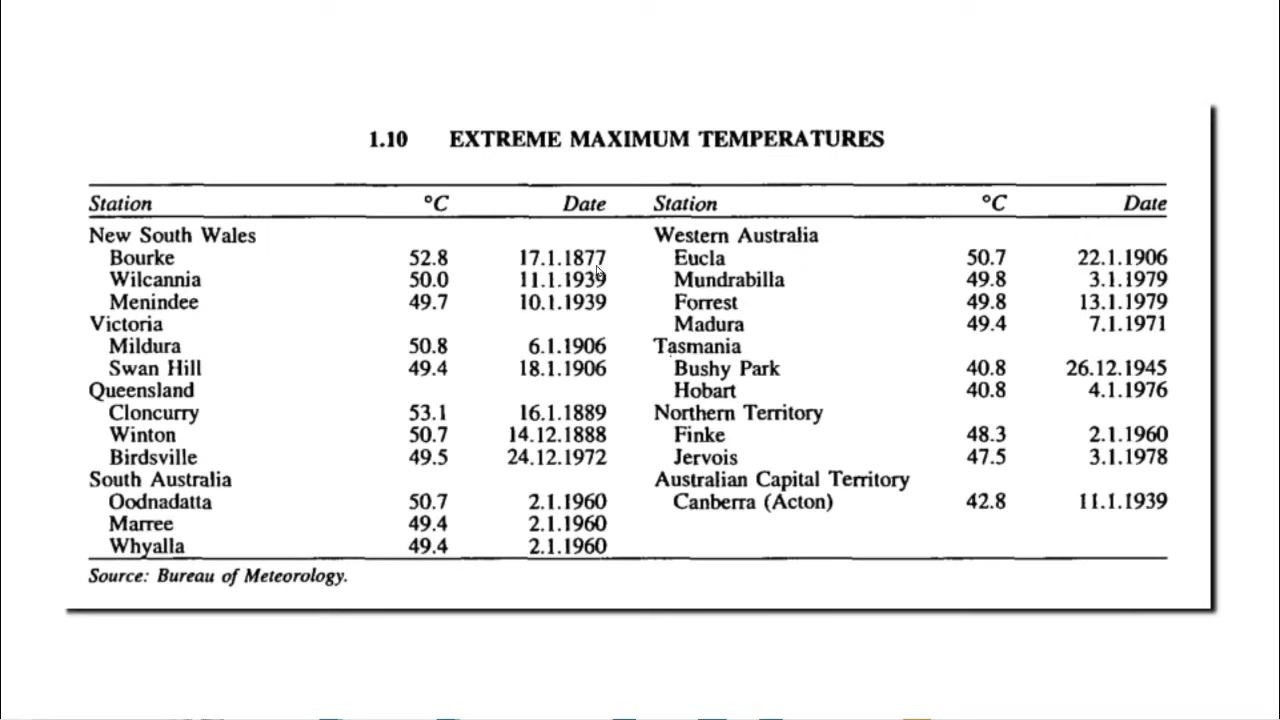 1.10 EXTREME MAXIMUM TEMPERATURES
Station °C Date Station °C Date
New South Wales Western Australia
Bourke 52.8 17.1.1877 Eucla 50.7 22.1.1906
Wilcannia 50.0 11.1.1939 Mundrabilla 49.8 3.1.1979
Menindee 49.7 10.1.1939 Forrest 49.8 13.1.1979
Victoria Madura 49.4 7.1.1971
Mildura 50.8 6.1.1906 Tasmania
Swan Hill 49.4 18.1.1906 Bushy Park 40.8 26.12.1945
Queensland Hobart 40.8 4.1.1976
Cloncurry 53.1 16.1.1889 Northern Territory
Winton 50.7 14.12.1888 Finke 48.3 2.1.1960
Birdsville 49.5 24.12.1972 Jervois 47.5 3.1.1978
South Australia Australian Capital Territory
Oodnadatta 50.7 2.1.1960 Canberra (Acton) 42.8 11.1.1939
Marree 49.4 2.1.1960
Whyalla 49.4 2.1.1960
Source: Bureau of Meteorology.